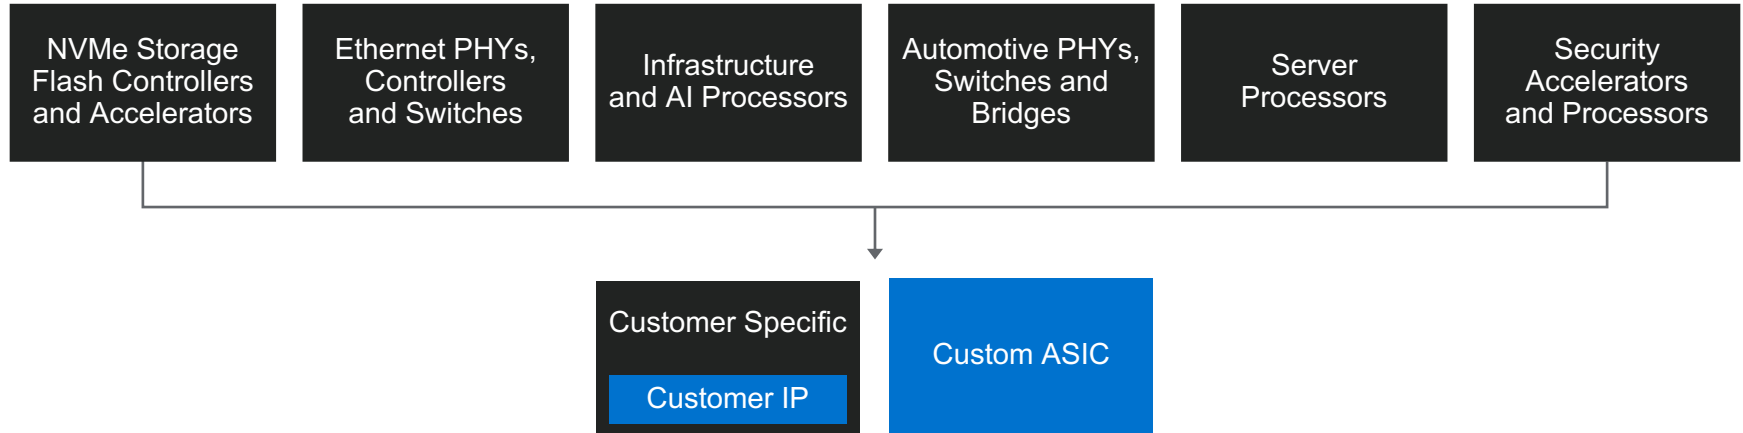 NVMe Storage
Flash Controllers
and Accelerators
Ethernet PHYs,
Controllers
and Switches
Infrastructure
and AI Processors
Automotive PHYs,
Switches and
Bridges
Server
Processors
Security
Accelerators
and Processors
Customer Specific
Customer IP
Custom ASIC